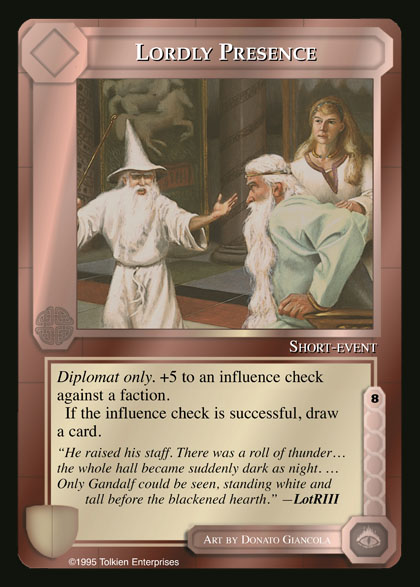 LORDLY PRESENCE
SHORT-EVENT
Diplomat only. +5 to an influence check
against a faction.
If the influence check is successful, draw
a card.
8
“He raised his staff. There was a roll of thunder…
the whole hall became suddenly dark as night. …
Only Gandalf could be seen, standing white and
tall before the blackened hearth.” —LotRIII
ART BY DONATO GIANCOLA
©1995 Tolkien Enterprises